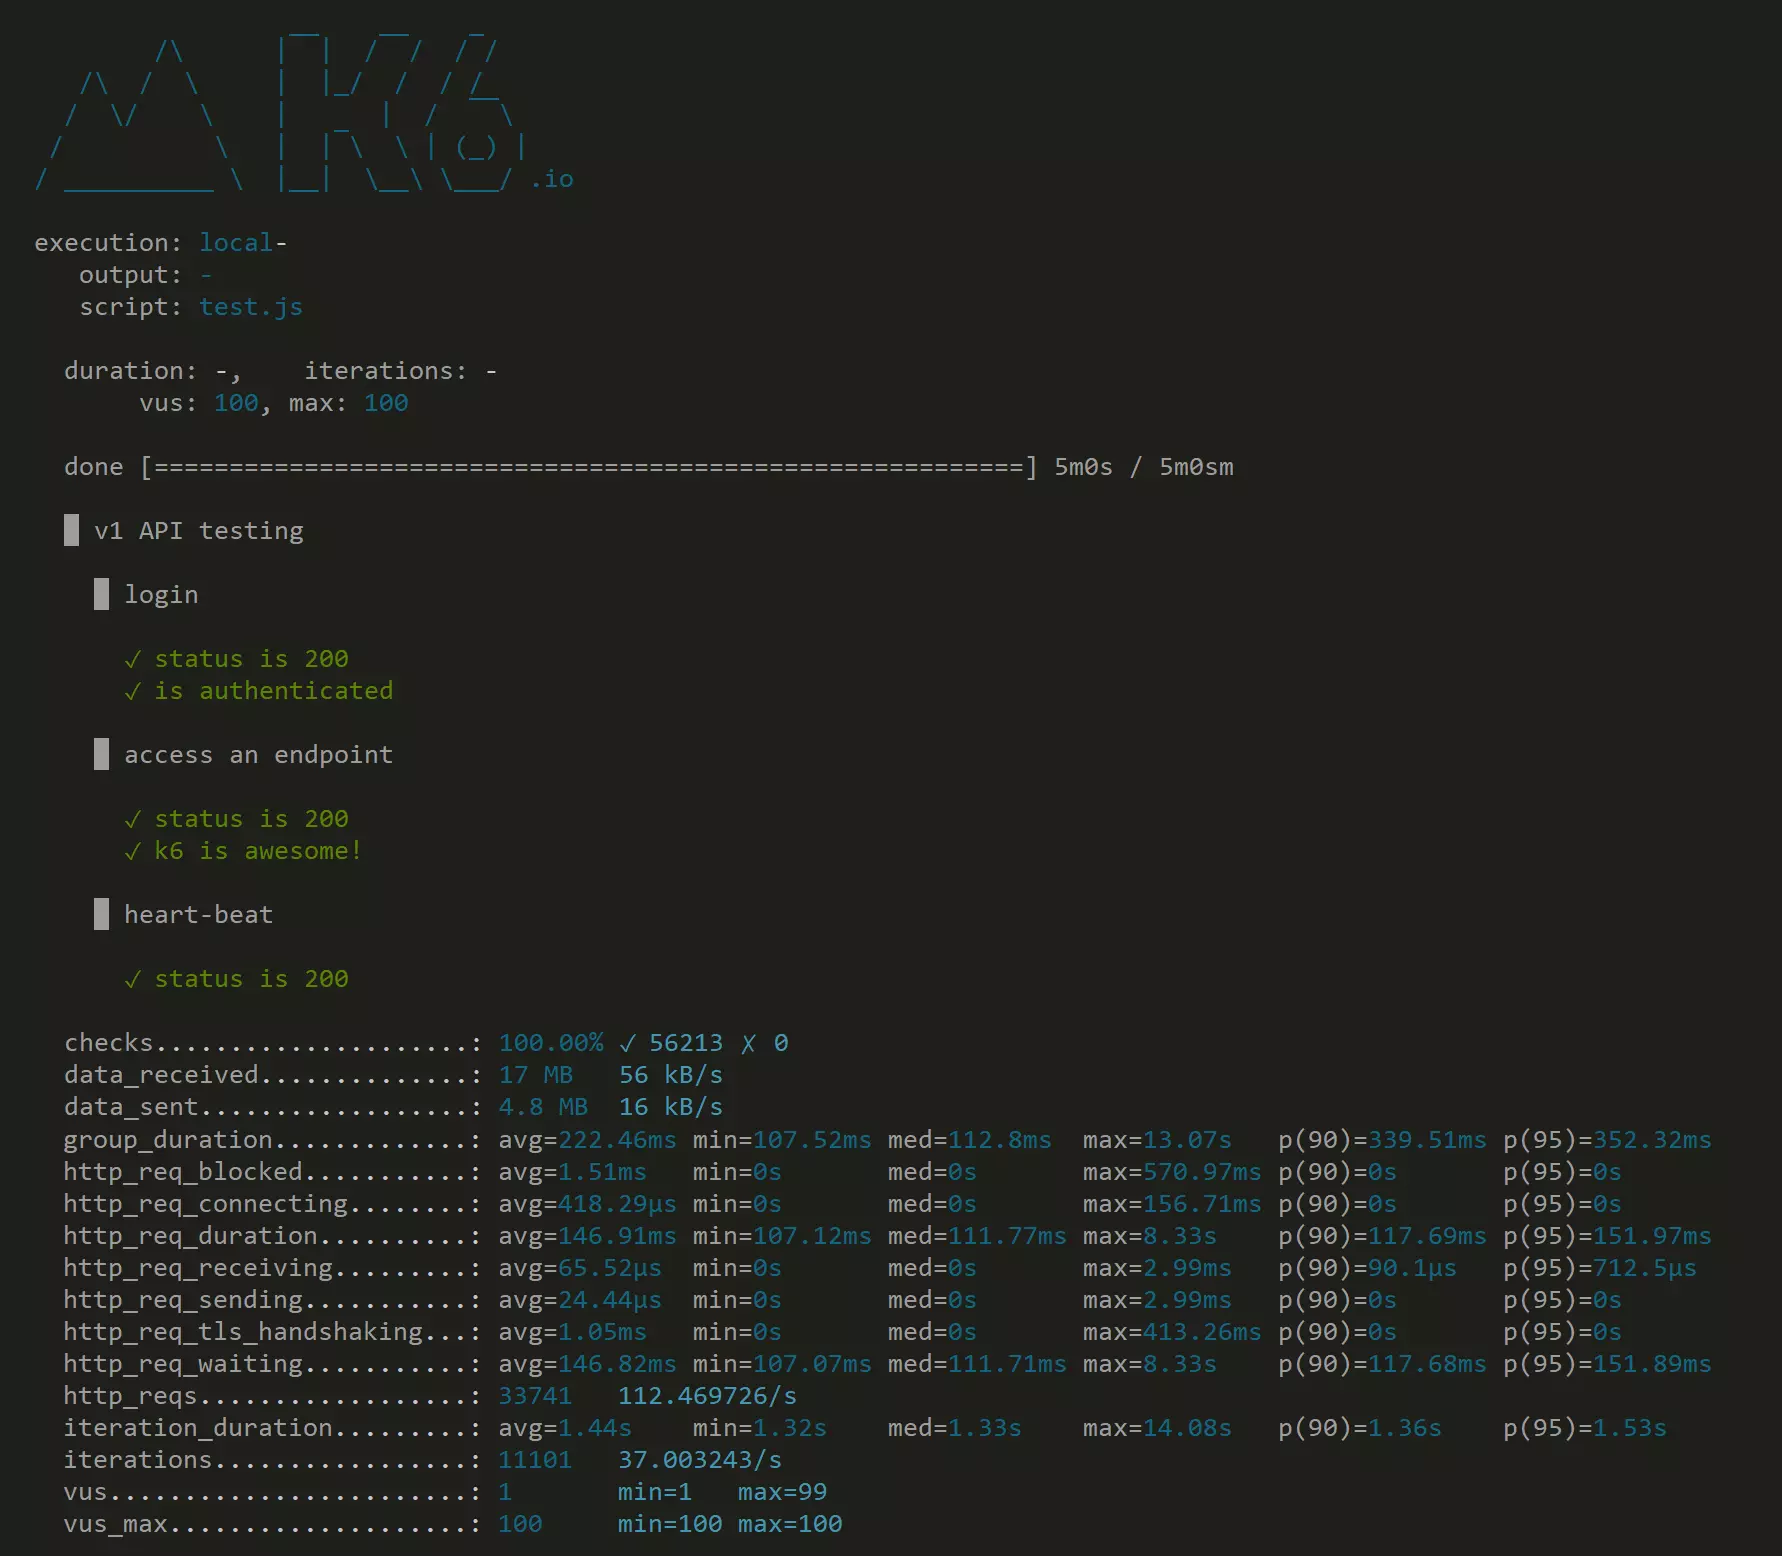 __    __     _
        /\      |  |  /  /  / /
   /\  /  \     |  |_/  /  / /__
  /  \/    \    |   _  |  /    \
 /          \   |  | \  \ | (_) |
/ __________ \  |__|  \__\ \___/ .io
execution: local-
output: -
script: test.js
duration: -,    iterations: -
vus: 100, max: 100
done [==========================================================] 5m0s / 5m0sm
█ v1 API testing
█ login
✓ status is 200
✓ is authenticated
█ access an endpoint
✓ status is 200
✓ k6 is awesome!
█ heart-beat
✓ status is 200
checks.....................: 100.00% ✓ 56213 ✗ 0
data_received..............: 17 MB   56 kB/s
data_sent..................: 4.8 MB  16 kB/s
group_duration.............: avg=222.46ms min=107.52ms med=112.8ms  max=13.07s   p(90)=339.51ms p(95)=352.32ms
http_req_blocked...........: avg=1.51ms   min=0s       med=0s       max=570.97ms p(90)=0s       p(95)=0s
http_req_connecting........: avg=418.29µs min=0s       med=0s       max=156.71ms p(90)=0s       p(95)=0s
http_req_duration..........: avg=146.91ms min=107.12ms med=111.77ms max=8.33s    p(90)=117.69ms p(95)=151.97ms
http_req_receiving.........: avg=65.52µs  min=0s       med=0s       max=2.99ms   p(90)=90.1µs   p(95)=712.5µs
http_req_sending...........: avg=24.44µs  min=0s       med=0s       max=2.99ms   p(90)=0s       p(95)=0s
http_req_tls_handshaking...: avg=1.05ms   min=0s       med=0s       max=413.26ms p(90)=0s       p(95)=0s
http_req_waiting...........: avg=146.82ms min=107.07ms med=111.71ms max=8.33s    p(90)=117.68ms p(95)=151.89ms
http_reqs..................: 33741   112.469726/s
iteration_duration.........: avg=1.44s    min=1.32s    med=1.33s    max=14.08s   p(90)=1.36s    p(95)=1.53s
iterations.................: 11101   37.003243/s
vus........................: 1       min=1   max=99
vus_max....................: 100     min=100 max=100